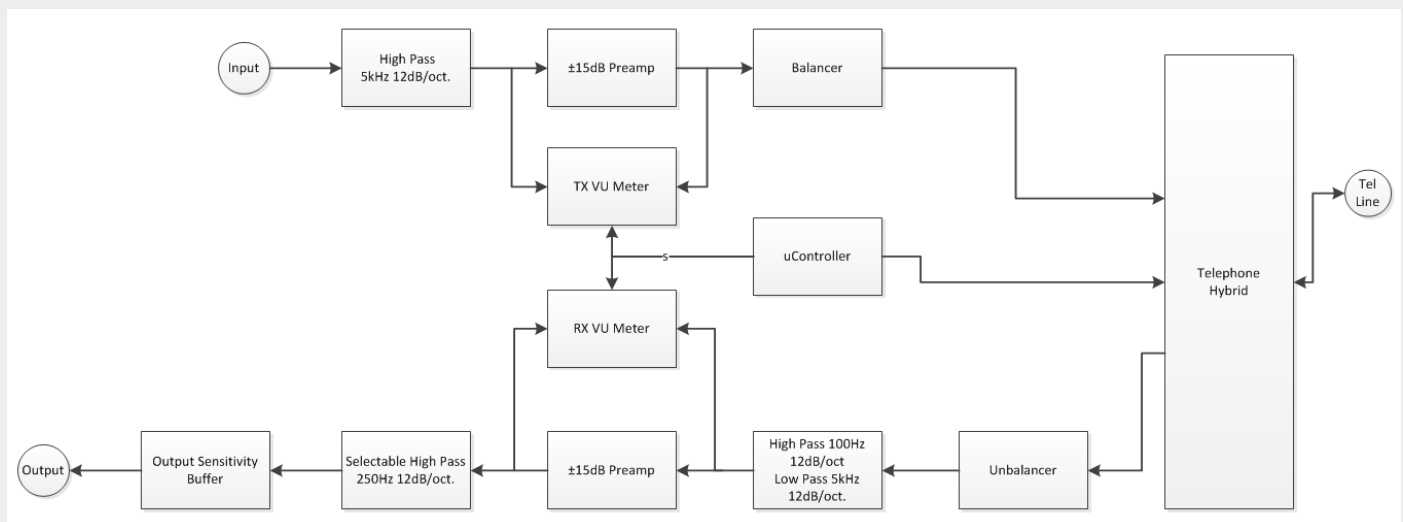 Input
High Pass
5kHz 12dB/oct.
±15dB Preamp
Balancer
TX VU Meter
Tel
Line
s
uController
Telephone
Hybrid
RX VU Meter
Output
Output Sensitivity
Buffer
Selectable High Pass
250Hz 12dB/oct.
±15dB Preamp
High Pass 100Hz
12dB/oct
Low Pass 5kHz
12dB/oct.
Unbalancer